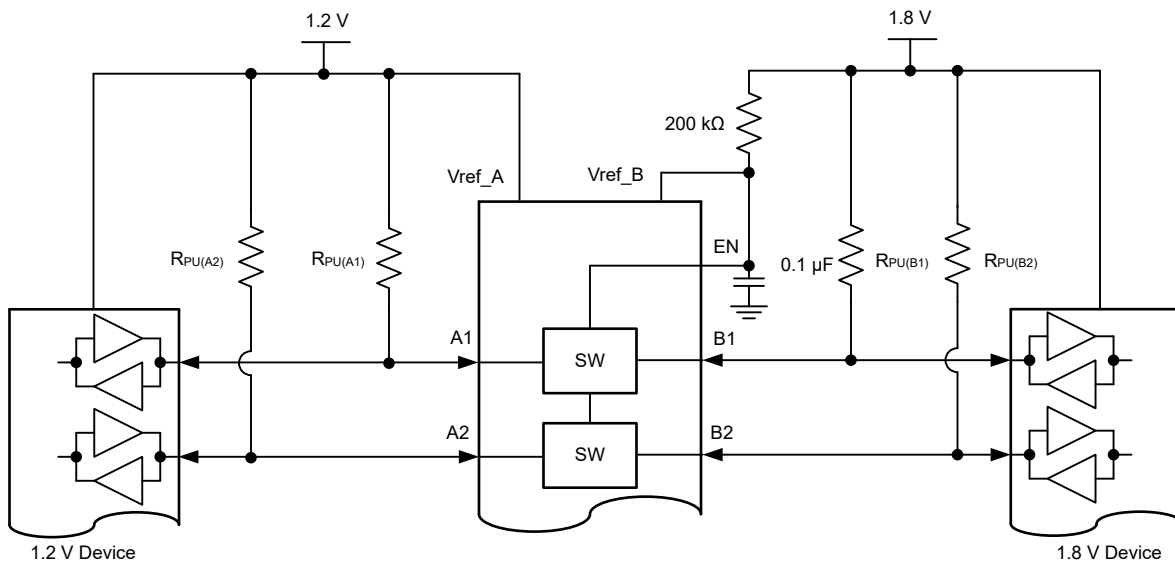 1.2 V
1.8 V
200 kΩ
Vref_A
Vref_B
EN
RPU(A2)
RPU(A1)
0.1 µF
RPU(B1)
RPU(B2)
A1
SW
B1
A2
SW
B2
1.2 V Device
1.8 V Device